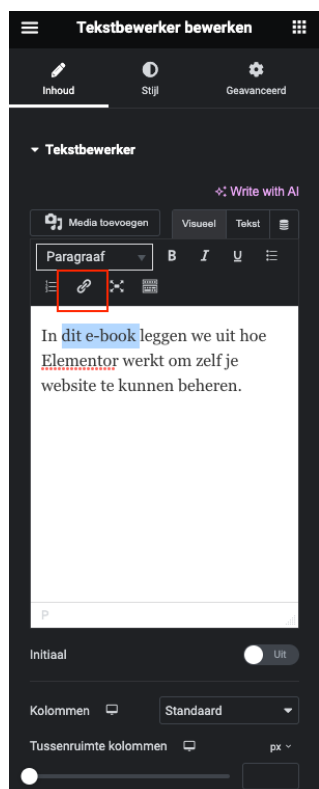 Tekstbewerker bewerken
Inhoud Stijl Geavanceerd
Tekstbewerker
Write with AI
Media toevoegen Visueel Tekst
Paragraaf B I U
In dit e-book leggen we uit hoe
Elementor werkt om zelf je
website te kunnen beheren.
P
Initiaal Uit
Kolommen Standaard
Tussenruimte kolommen px